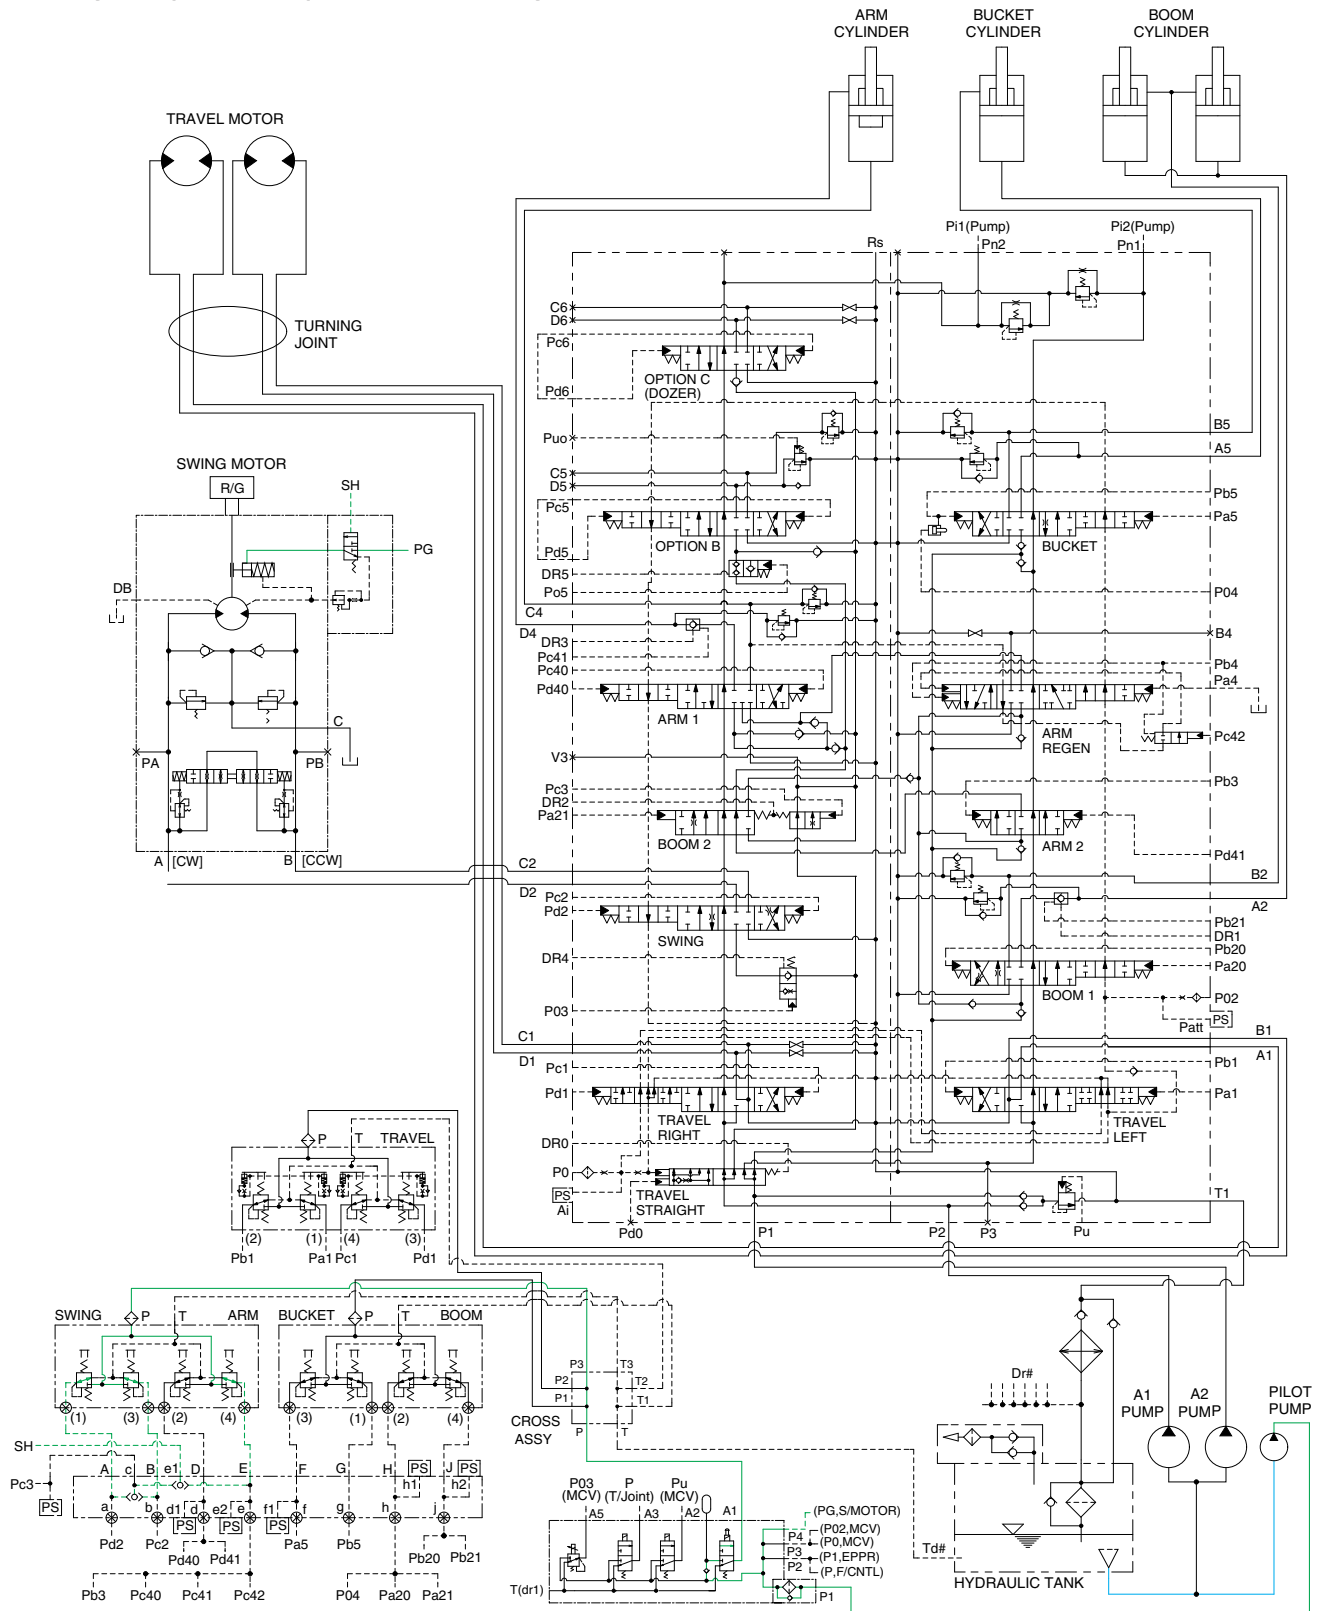 ARM
CYLINDER
BUCKET
CYLINDER
BOOM
CYLINDER
TRAVEL MOTOR
TURNING
JOINT
Rs
Pi1(Pump)
Pn2
Pi2(Pump)
Pn1
C6
D6
Pc6
Pd6
OPTION C
(DOZER)
Puo
C5
D5
Pc5
Pd5
OPTION B
DR5
Po5
B5
A5
Pb5
Pa5
BUCKET
P04
SWING MOTOR
R/G
SH
PG
DB
C
PA
PB
A [CW]
B [CCW]
C4
D4
DR3
Pc41
Pc40
Pd40
ARM 1
B4
Pb4
Pa4
ARM
REGEN
Pc42
V3
Pc3
DR2
Pa21
BOOM 2
Pb3
ARM 2
Pd41
C2
D2
Pc2
Pd2
SWING
B2
A2
Pb21
DR1
Pb20
Pa20
BOOM 1
DR4
P03
P02
Patt
PS
C1
D1
Pc1
Pd1
TRAVEL
RIGHT
B1
A1
Pb1
Pa1
TRAVEL
LEFT
DR0
P0
PS
Ai
TRAVEL
STRAIGHT
T1
Pd0
P1
P2
P3
Pu
P
T
TRAVEL
(2)
(1)
(4)
(3)
Pb1
Pa1
Pc1
Pd1
SWING
P
T
ARM
BUCKET
P
T
BOOM
(1)
(3)
(2)
(4)
(3)
(1)
(2)
(4)
P3
T3
P2
T2
P1
T1
P
T
CROSS
ASSY
SH
Pc3
PS
A
c
B
e1
D
E
F
G
H
PS
h1
J
PS
h2
a
b
d1
PS
e2
PS
e
f1
PS
f
g
h
j
Pd2
Pc2
Pd40
Pd41
Pa5
Pb5
Pb20
Pb21
Pb3
Pc40
Pc41
Pc42
P04
Pa20
Pa21
P03
(MCV)
P
(T/Joint)
Pu
(MCV)
A5
A3
A2
A1
T(dr1)
(PG,S/MOTOR)
P4
(P02,MCV)
(P0,MCV)
P3
(P1,EPPR)
P2
(P,F/CNTL)
P1
Dr#
Td#
HYDRAULIC TANK
A1
PUMP
A2
PUMP
PILOT
PUMP